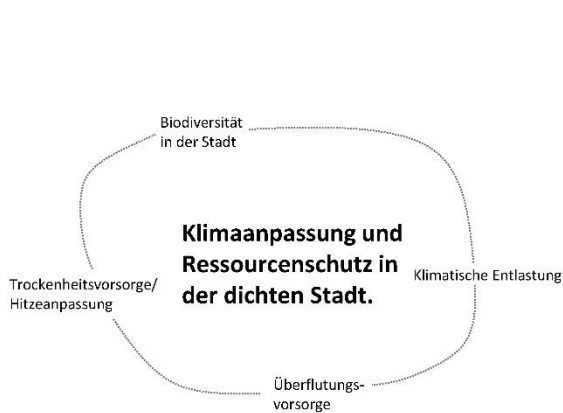 Biodiversität
in der Stadt
Klimaanpassung und
Ressourcenschutz in
der dichten Stadt.
Klimatische Entlastung
Trockenheitsvorsorge/
Hitzeanpassung
Überflutungs-
vorsorge